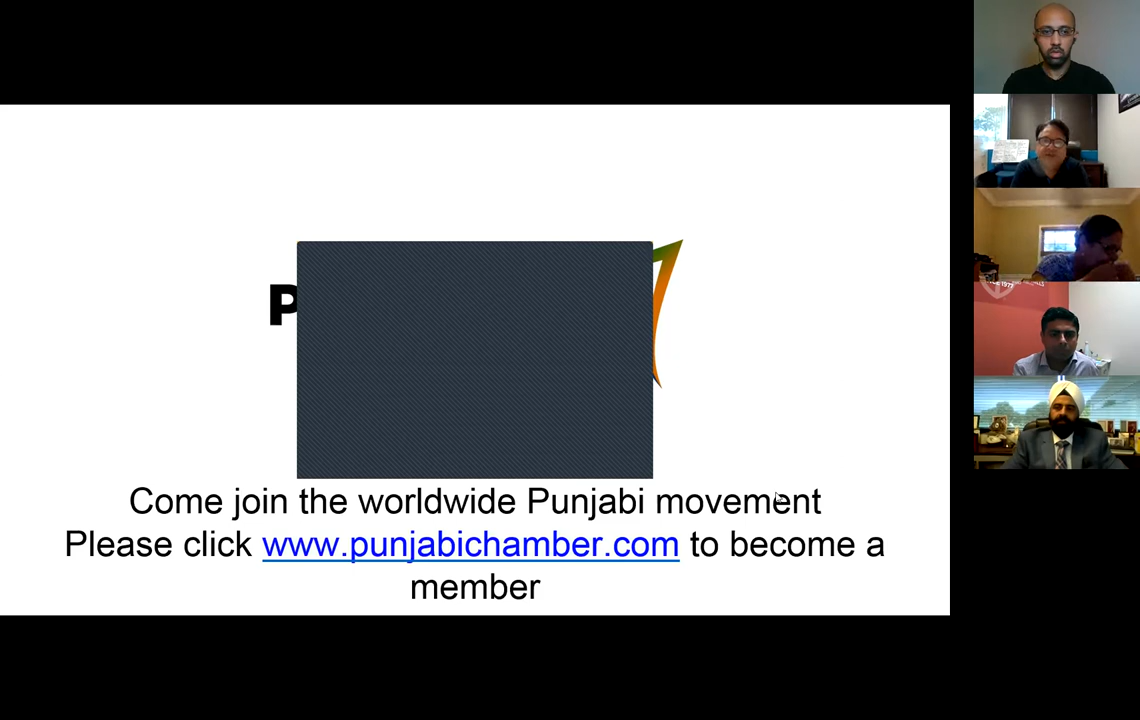 P
Come join the worldwide Punjabi movement
Please click www.punjabichamber.com to become a
member